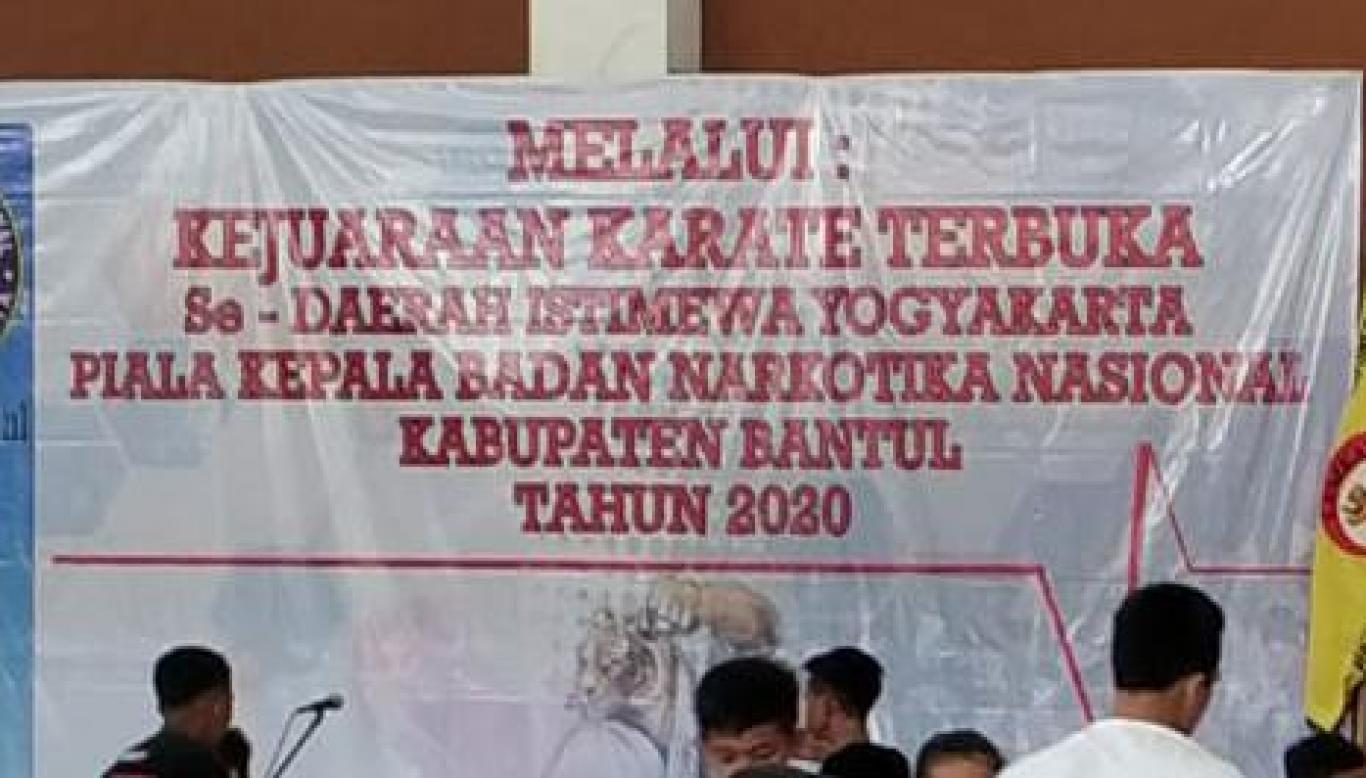 MELALUI :
KEJUARAAN KARATE TERBUKA
Se - DAERAH ISTIMEWA YOGYAKARTA
PIALA KEPALA BADAN NARKOTIKA NASIONAL
KABUPATEN BANTUL
TAHUN 2020